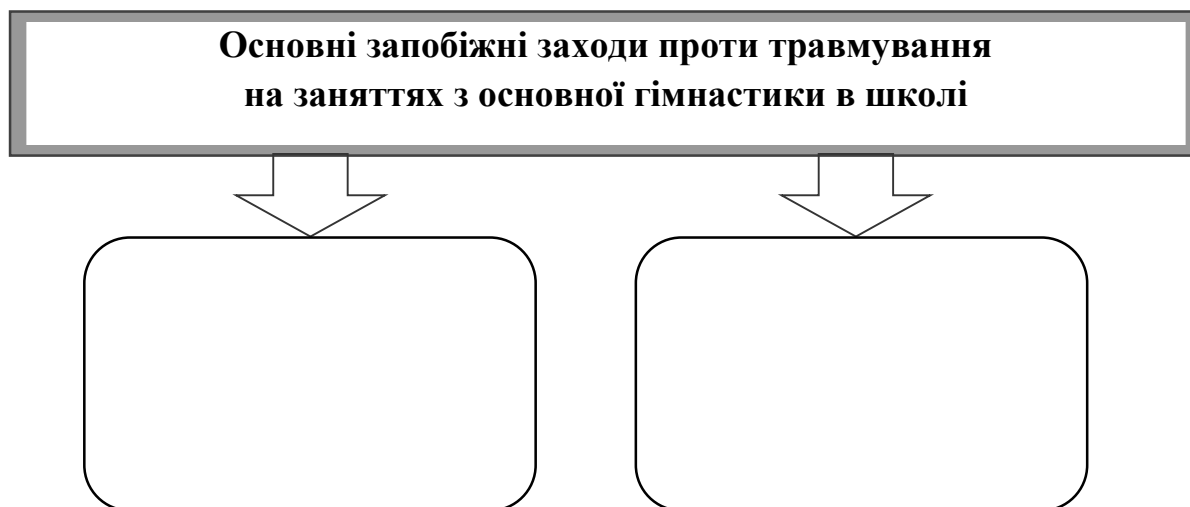 Основні запобіжні заходи проти травмування
на заняттях з основної гімнастики в школі